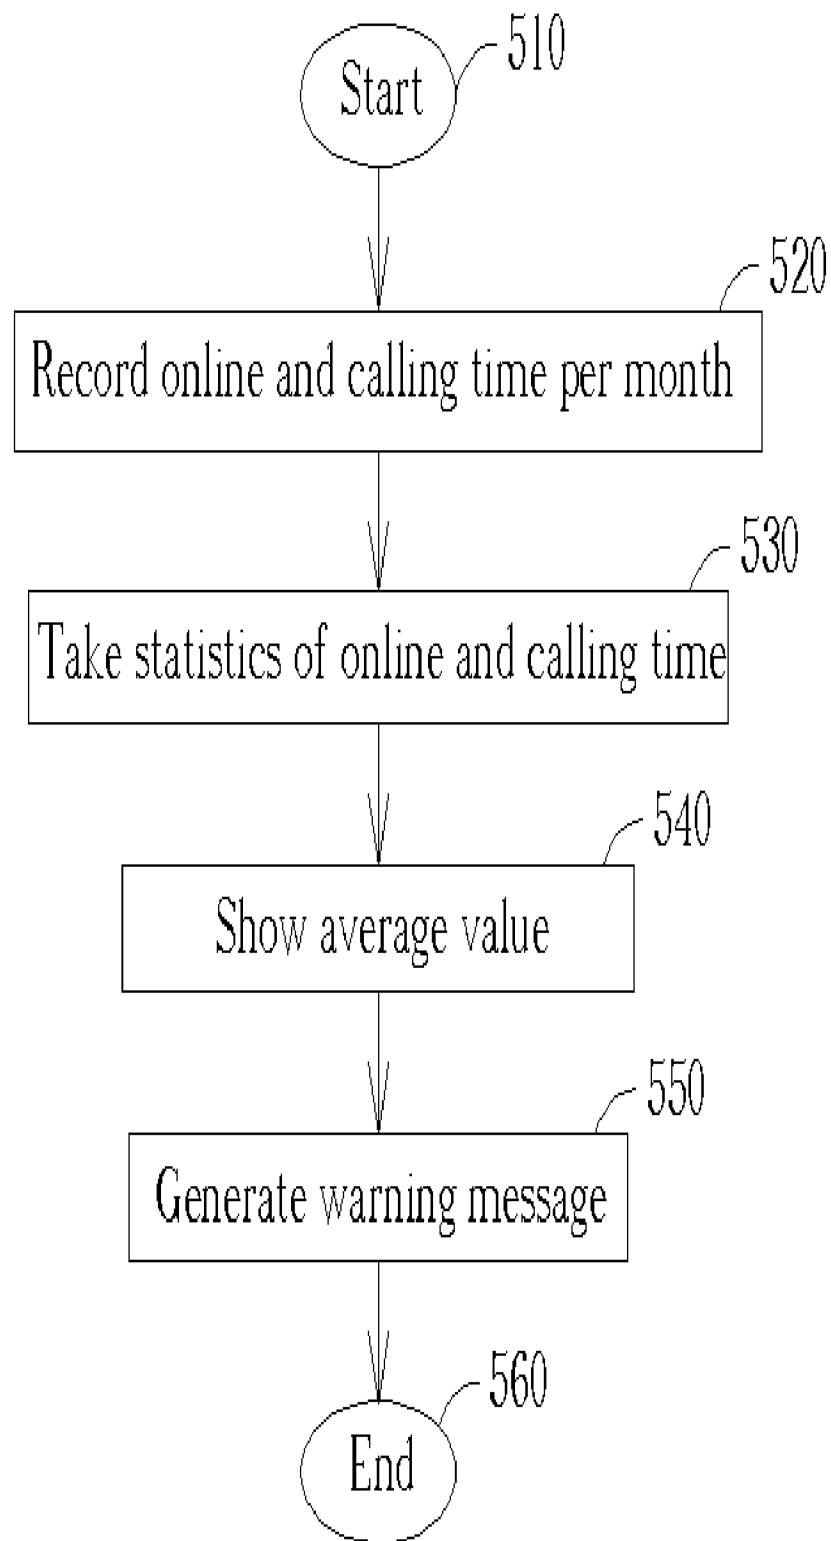 510
Start
520
Record online and calling time per month
530
Take statistics of online and calling time
540
Show average value
550
Generate warning message
560
End